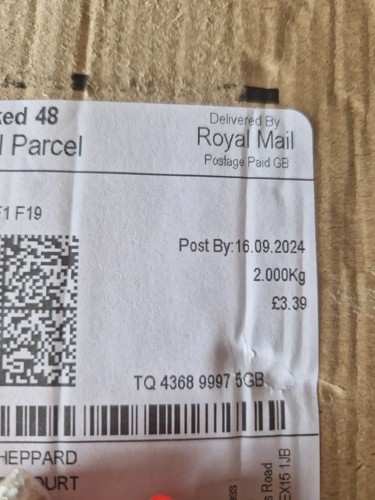 ked 48
l Parcel
Delivered By
Royal Mail
Postage Paid GB
F1 F19
Post By:16.09.2024
2.000Kg
£3.39
TQ 4368 9997 5GB
HEPPARD
OURT
ss :
s Road
EX15 1JB